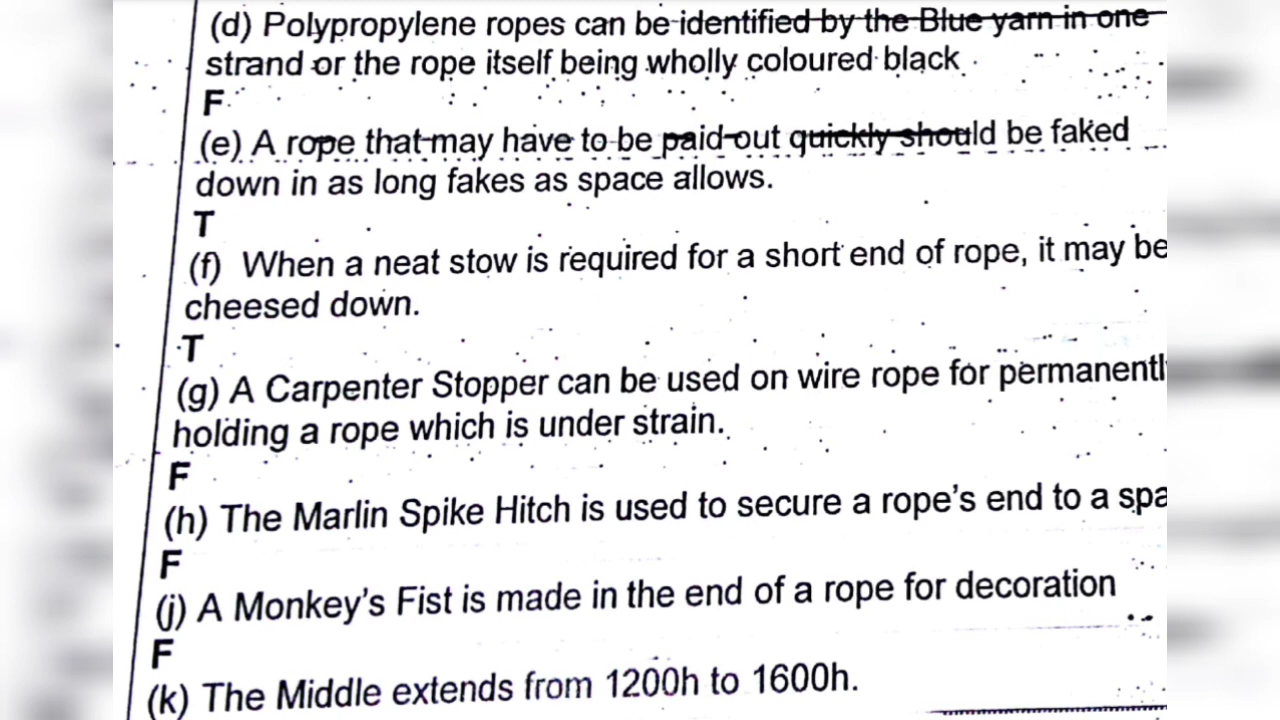 (d) Polypropylene ropes can be identified by the Blue yarn in one
strand or the rope itself being wholly coloured black
F
(e) A rope that may have to be paid out quickly should be faked
down in as long fakes as space allows.
T
(f) When a neat stow is required for a short end of rope, it may be
cheesed down.
T
(g) A Carpenter Stopper can be used on wire rope for
holding a rope which is under strain.
F
(h) The Marlin Spike Hitch is used to secure a rope's end to a
F
(j) A Monkey's Fist is made in the end of a rope for decoration
F
(k) The Middle extends from 1200h to 1600h.